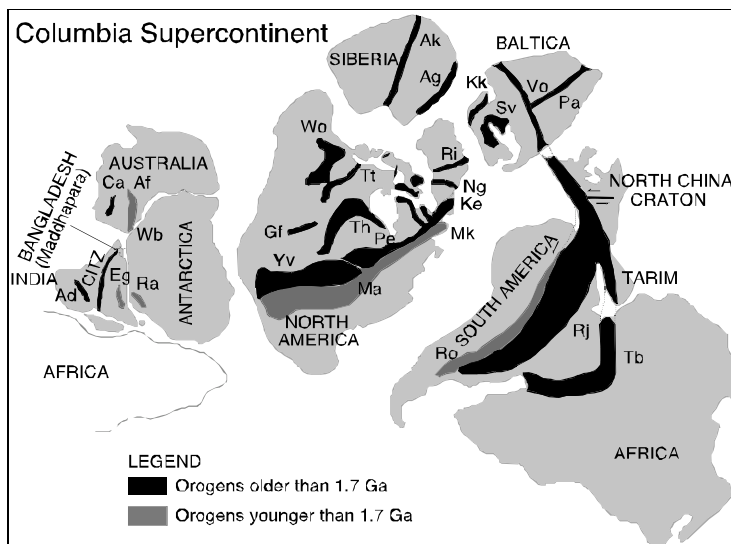 Columbia Supercontinent
SIBERIA
Ak
Ag
BALTICA
Kk
Vo
Sv
Pa
Wo
Tt
Ri
Ng
Ke
Mk
Gf
Th
Pe
Yv
Ma
NORTH
AMERICA
AUSTRALIA
Ca
Af
BANGLADESH
(Maddhapara)
Wb
INDIA
CITZ
Ad
Eg
Ra
ANTARCTICA
AFRICA
NORTH CHINA
CRATON
SOUTH AMERICA
TARIM
Ro
Rj
Tb
AFRICA
LEGEND
Orogens older than 1.7 Ga
Orogens younger than 1.7 Ga